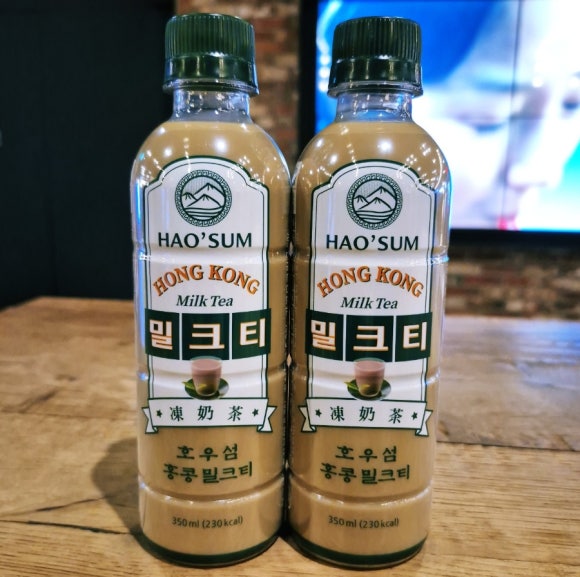 HAO'SUM
HONG KONG
Milk Tea
밀크티
凍奶茶
호우섬
홍콩밀크티
350ml (230kcal)
HAO'SUM
HONG KONG
Milk Tea
밀크티
凍奶茶
호우섬
홍콩밀크티
350ml (230kcal)